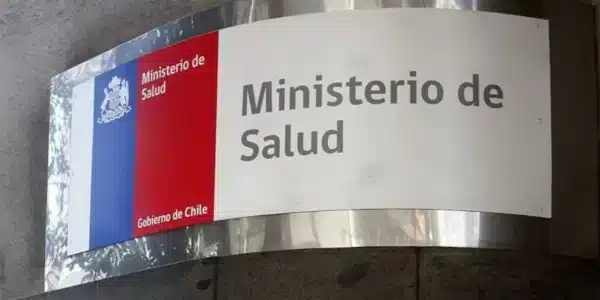 Ministerio de
Salud
Gobierno de Chile
Ministerio de
Salud